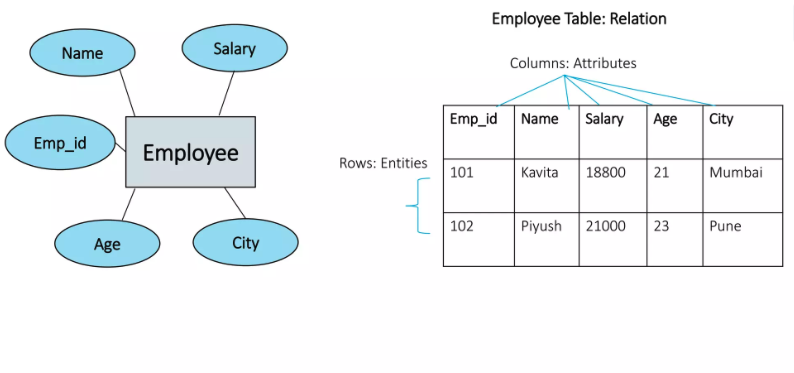 Employee Table: Relation
Name
Salary
Emp_id
Employee
Age
City
Columns: Attributes
Rows: Entities
Emp_id Name Salary Age City
101 Kavita 18800 21 Mumbai
102 Piyush 21000 23 Pune